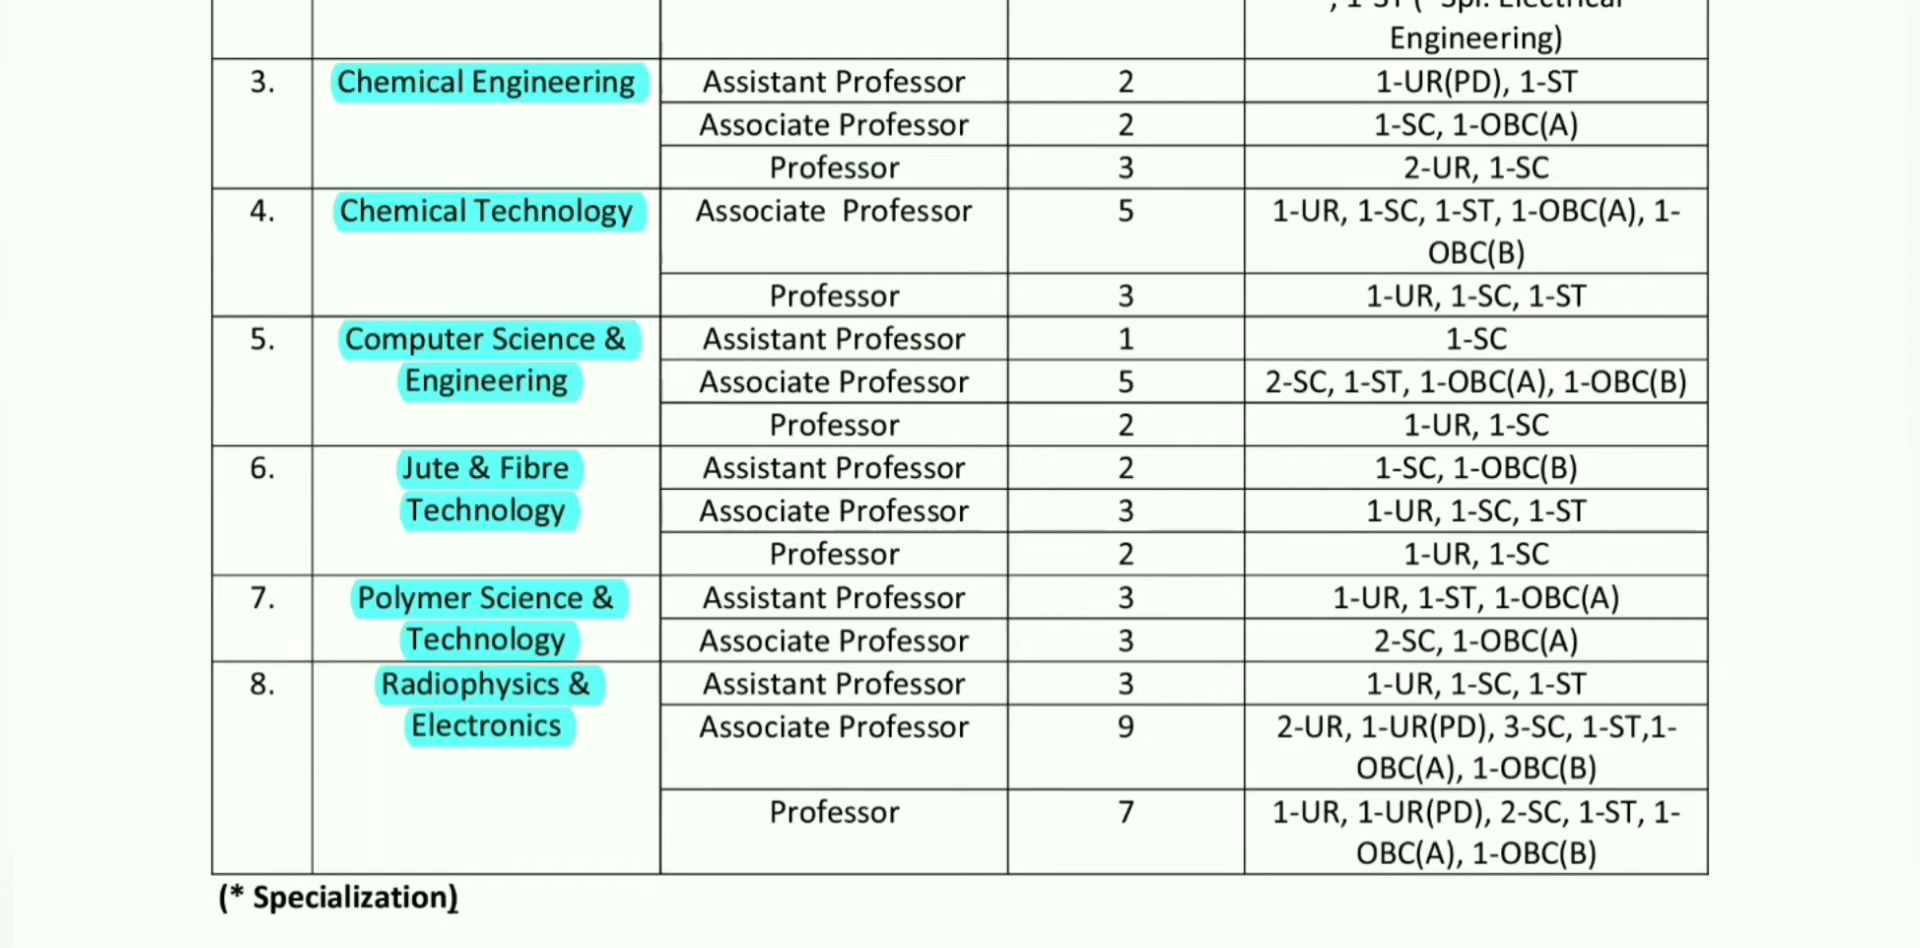 Engineering)
3. Chemical Engineering Assistant Professor 2 1-UR(PD), 1-ST
Associate Professor 2 1-SC, 1-OBC(A)
Professor 3 2-UR, 1-SC
4. Chemical Technology Associate Professor 5 1-UR, 1-SC, 1-ST, 1-OBC(A), 1-
OBC(B)
Professor 3 1-UR, 1-SC, 1-ST
5. Computer Science & Assistant Professor 1 1-SC
Engineering Associate Professor 5 2-SC, 1-ST, 1-OBC(A), 1-OBC(B)
Professor 2 1-UR, 1-SC
6. Jute & Fibre Assistant Professor 2 1-SC, 1-OBC(B)
Technology Associate Professor 3 1-UR, 1-SC, 1-ST
Professor 2 1-UR, 1-SC
7. Polymer Science & Assistant Professor 3 1-UR, 1-ST, 1-OBC(A)
Technology Associate Professor 3 2-SC, 1-OBC(A)
8. Radiophysics & Assistant Professor 3 1-UR, 1-SC, 1-ST
Electronics Associate Professor 9 2-UR, 1-UR(PD), 3-SC, 1-ST,1-
OBC(A), 1-OBC(B)
Professor 7 1-UR, 1-UR(PD), 2-SC, 1-ST, 1-
OBC(A), 1-OBC(B)
(* Specialization)